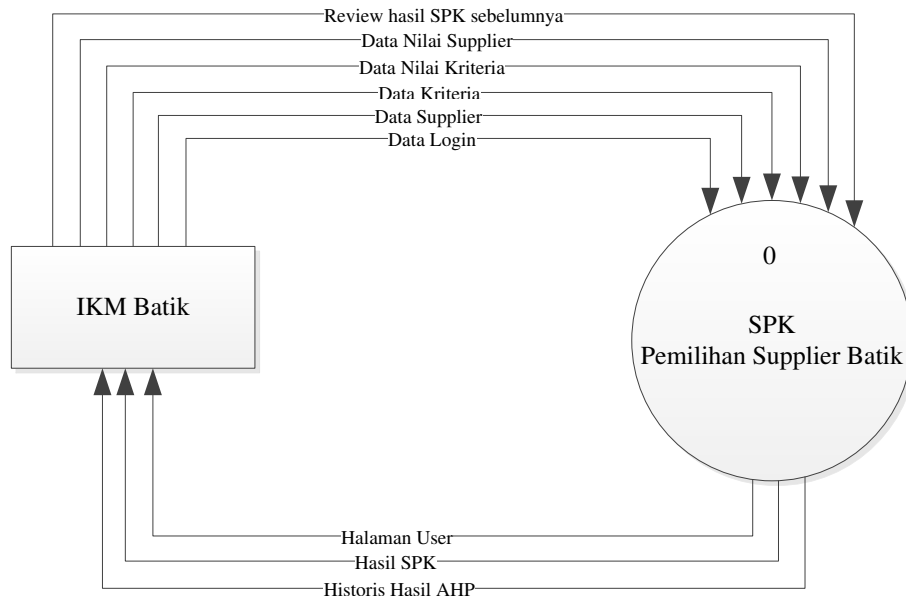 Review hasil SPK sebelumnya
Data Nilai Supplier
Data Nilai Kriteria
Data Kriteria
Data Supplier
Data Login
IKM Batik
0
SPK
Pemilihan Supplier Batik
Halaman User
Hasil SPK
Historis Hasil AHP